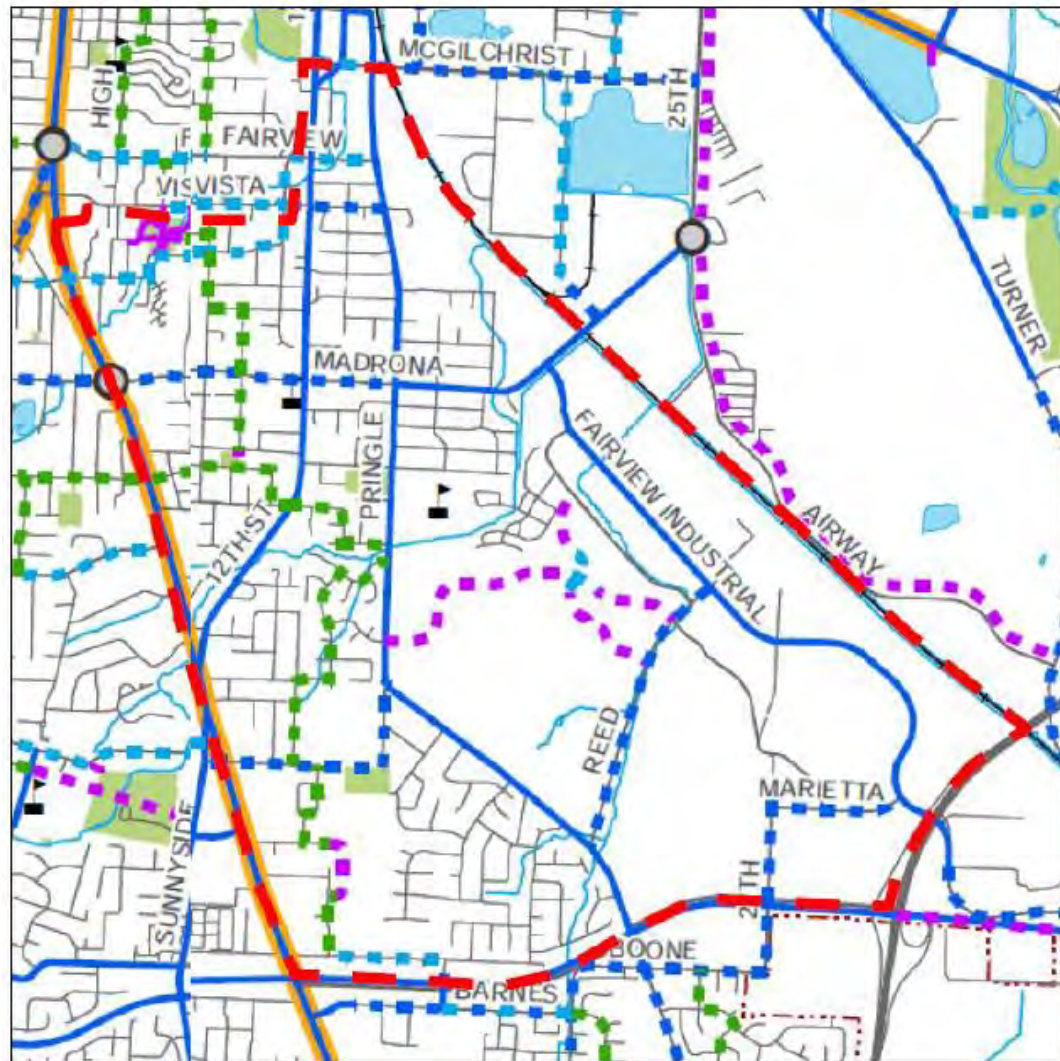 MCGILCHRIST
HIGH
25TH
F FAIRVIEW
VISVISTA
TURNER
MADRONA
PRINGLE
FAIRVIEW INDUSTRIAL
12TH ST
AIRWAY
REED
MARIETTA
SUNNYSIDE
BOONE
BARNES